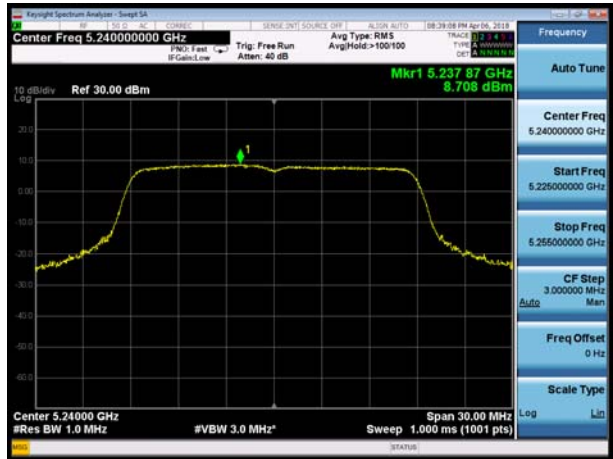 Keysight Spectrum Analyzer - Swept SA
RF 50 Ω AC CORREC SENSE:INT SOURCE OFF ALIGN AUTO 08:39:08 PM Apr 06, 2018
Center Freq 5.240000000 GHz
PNO: Fast
IFGain:Low
Trig: Free Run
Atten: 40 dB
Avg Type: RMS
Avg|Hold:>100/100
TRACE 1 2 3 4 5 6
TYPE A WWWWW
DET A N N N N N
Mkr1 5.237 87 GHz
8.708 dBm
10 dB/div Ref 30.00 dBm
Log
20.0
10.0
0.00
-10.0
-20.0
-30.0
-40.0
-50.0
-60.0
1
Center 5.24000 GHz
Span 30.00 MHz
#Res BW 1.0 MHz
#VBW 3.0 MHz*
Sweep 1.000 ms (1001 pts)
MSG
STATUS
Frequency
Auto Tune
Center Freq
5.240000000 GHz
Start Freq
5.225000000 GHz
Stop Freq
5.255000000 GHz
CF Step
3.000000 MHz
Auto Man
Freq Offset
0 Hz
Scale Type
Log Lin